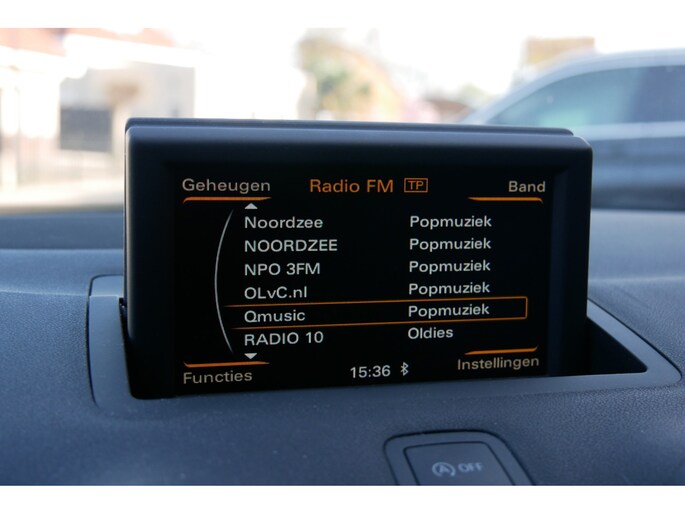 Geheugen Radio FM TP Band
Noordzee Popmuziek
NOORDZEE Popmuziek
NPO 3FM Popmuziek
OLvC.nl Popmuziek
Qmusic Popmuziek
RADIO 10 Oldies
Functies 15:36 Instellingen
A OFF